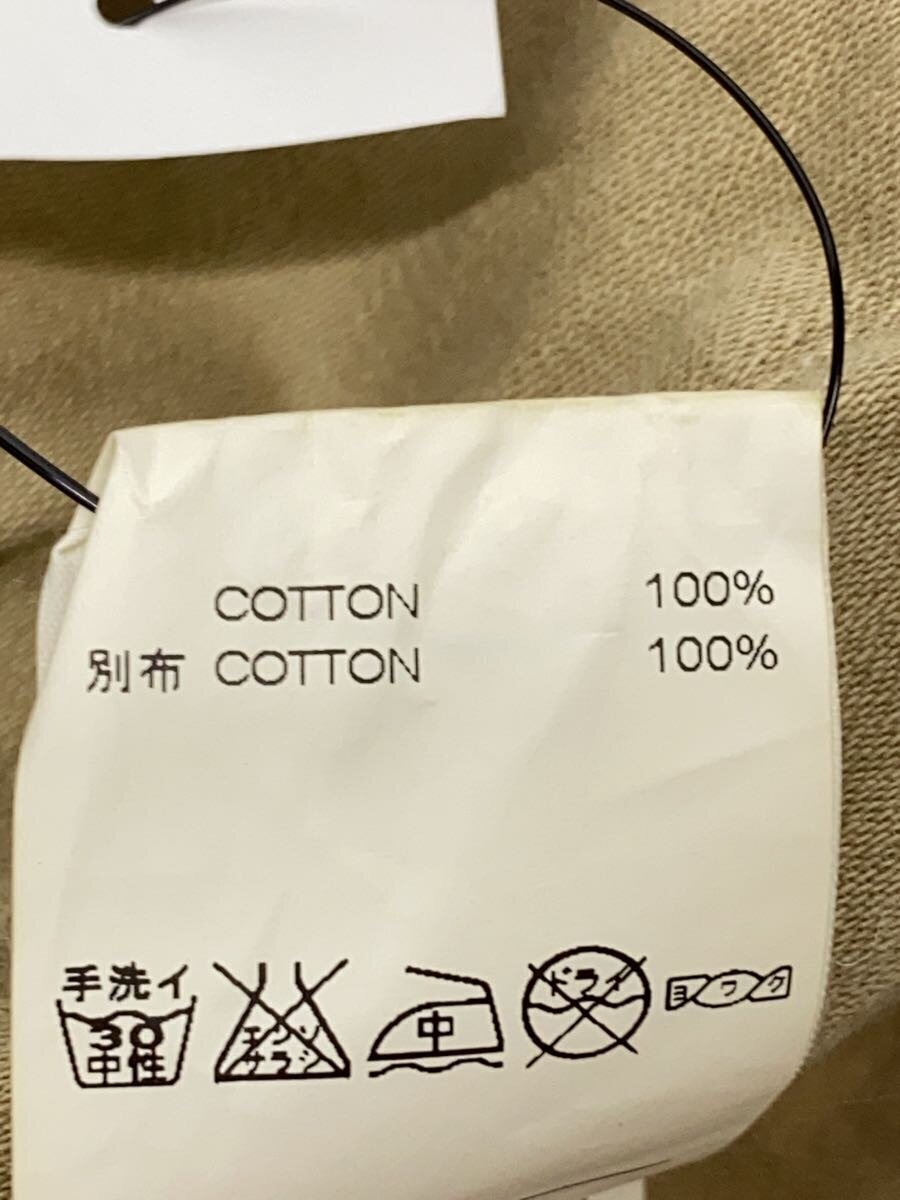 COTTON 100%
別布 COTTON 100%
手洗イ
30
中性
エンソ
サラシ
中
ドライ
ヨワク